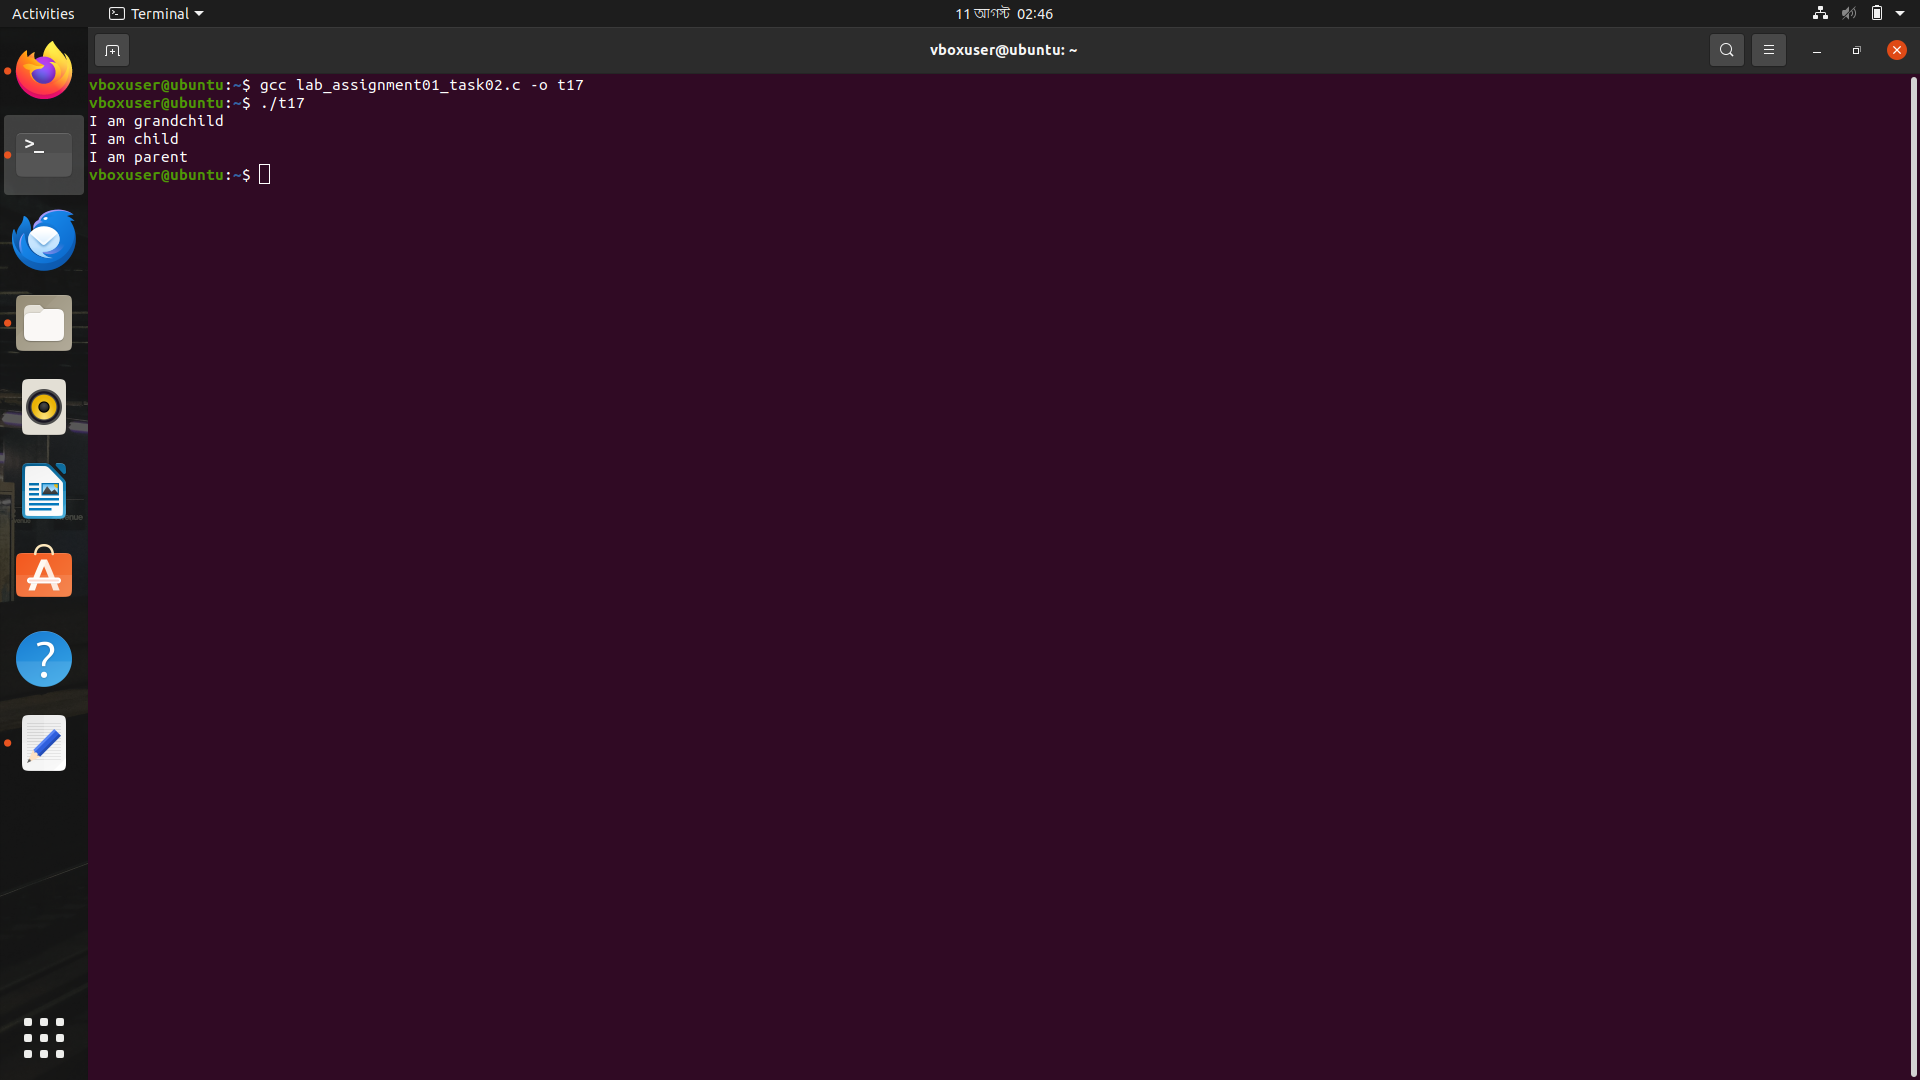 Activities
Terminal
11 আগস্ট 02:46
vboxuser@ubuntu: ~
vboxuser@ubuntu:~$ gcc lab_assignment01_task02.c -o t17
vboxuser@ubuntu:~$ ./t17
I am grandchild
I am child
I am parent
vboxuser@ubuntu:~$